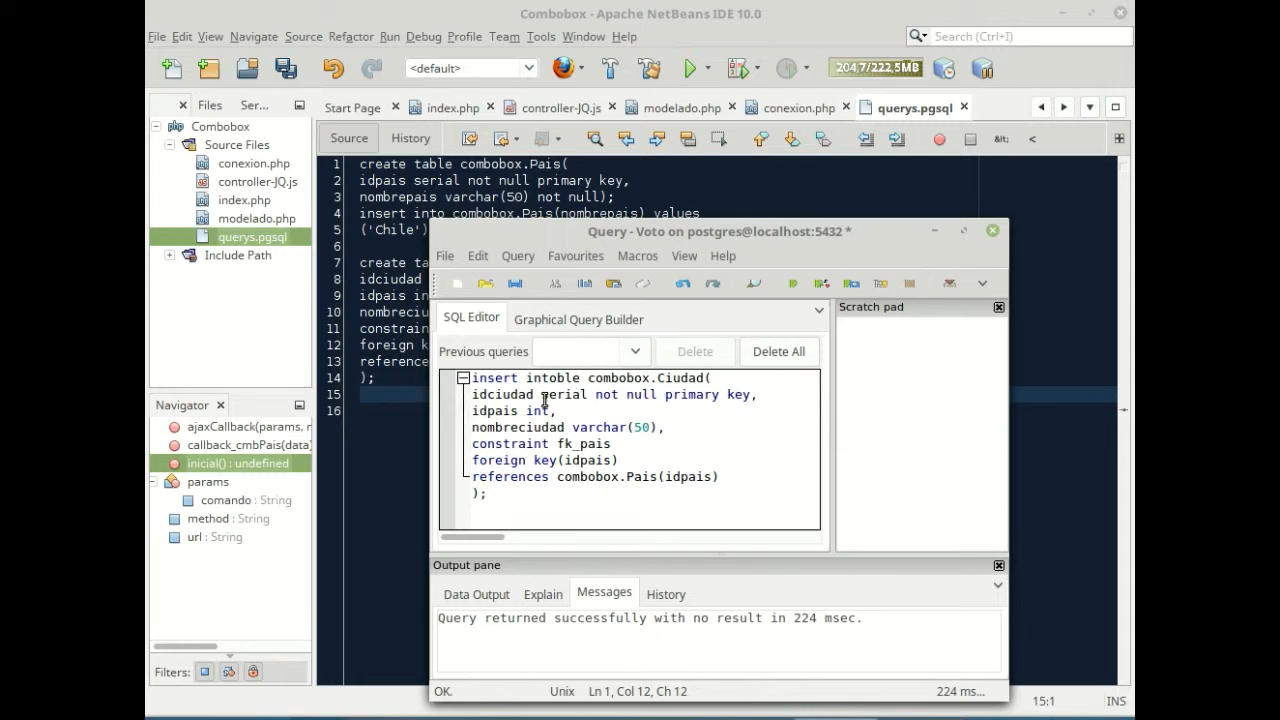 Combobox - Apache NetBeans IDE 10.0
File Edit View Navigate Source Refactor Run Debug Profile Team Tools Window Help
Search (Ctrl+I)
<default>
204,7/222,5MB
Files Ser...
Start Page index.php controller-JQ.js modelado.php conexion.php querys.pgsql
Combobox
Source Files
conexion.php
controller-JQ.js
index.php
modelado.php
querys.pgsql
Include Path
Source History
1 create table combobox.Pais(
2 idpais serial not null primary key,
3 nombrepais varchar(50) not null);
4 insert into combobox.Pais(nombrepais) values
5 ('Chile')
6
7 create ta
8 idciudad
9 idpais in
10 nombreciu
11 constrain
12 foreign k
13 reference
14 );
15
16
Navigator
ajaxCallback(params, n
callback_cmbPais(data)
inicial() : undefined
params
comando : String
method : String
url : String
Filters:
Query - Voto on postgres@localhost:5432 *
File Edit Query Favourites Macros View Help
SQL Editor Graphical Query Builder
Previous queries Delete Delete All
insert intoble combobox.Ciudad(
idciudad serial not null primary key,
idpais int,
nombreciudad varchar(50),
constraint fk_pais
foreign key(idpais)
references combobox.Pais(idpais)
);
Scratch pad
Output pane
Data Output Explain Messages History
Query returned successfully with no result in 224 msec.
OK. Unix Ln 1, Col 12, Ch 12 224 ms...
15:1 INS